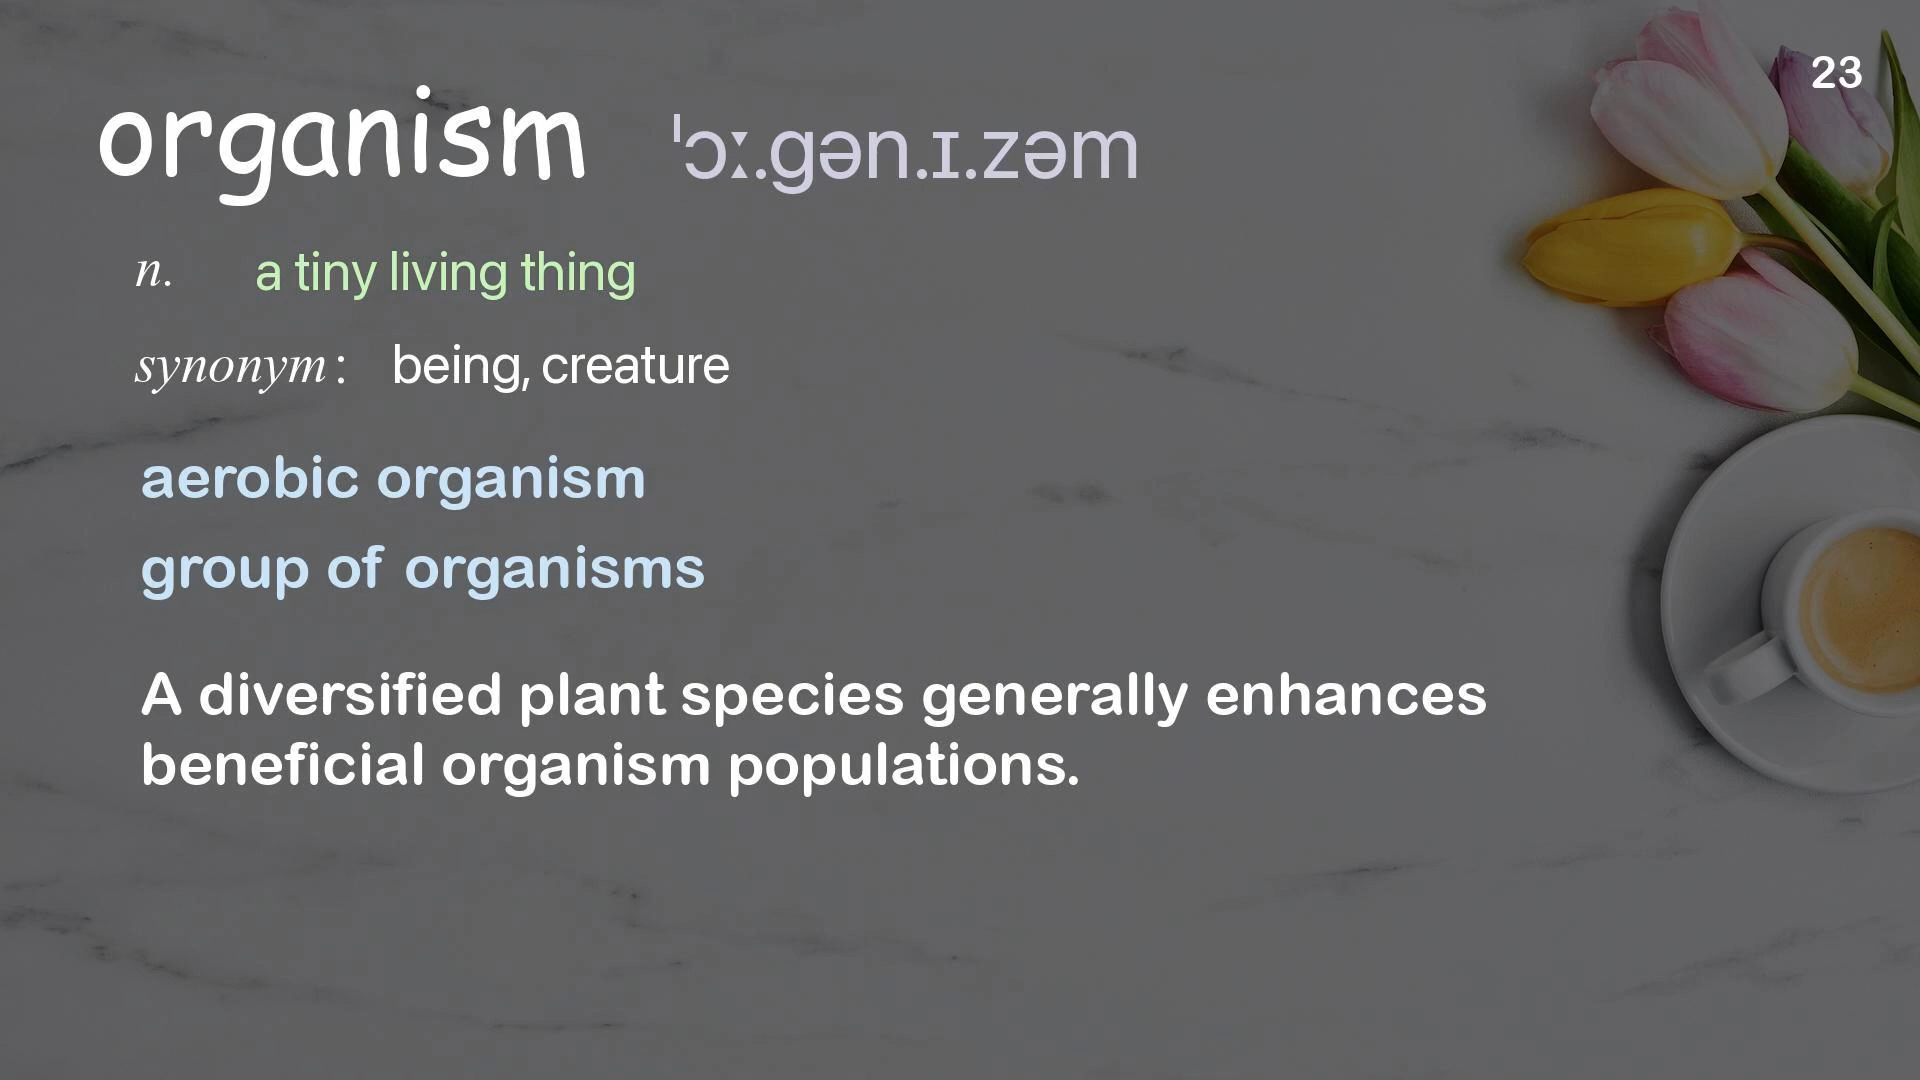 23
organism ˈɔː.gən.ɪ.zəm
n. a tiny living thing
synonym: being, creature
aerobic organism
group of organisms
A diversified plant species generally enhances
beneficial organism populations.